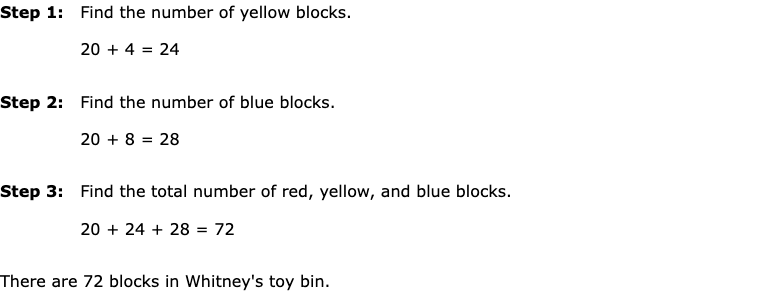 Step 1: Find the number of yellow blocks.
20 + 4 = 24
Step 2: Find the number of blue blocks.
20 + 8 = 28
Step 3: Find the total number of red, yellow, and blue blocks.
20 + 24 + 28 = 72
There are 72 blocks in Whitney's toy bin.